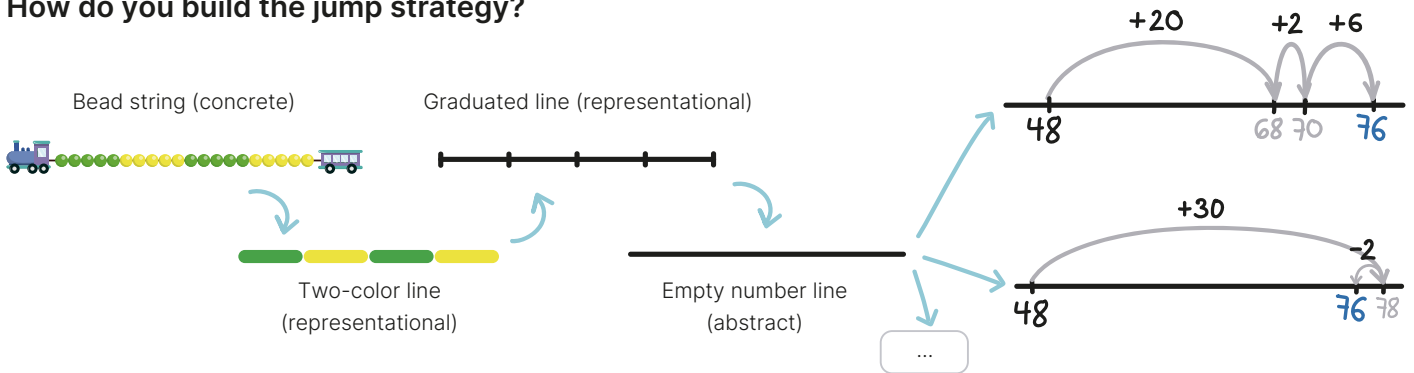 How do you build the jump strategy?
Bead string (concrete)
Graduated line (representational)
Two-color line
(representational)
Empty number line
(abstract)
...
+20
+2
+6
48
68
70
76
+30
-2
48
76
78